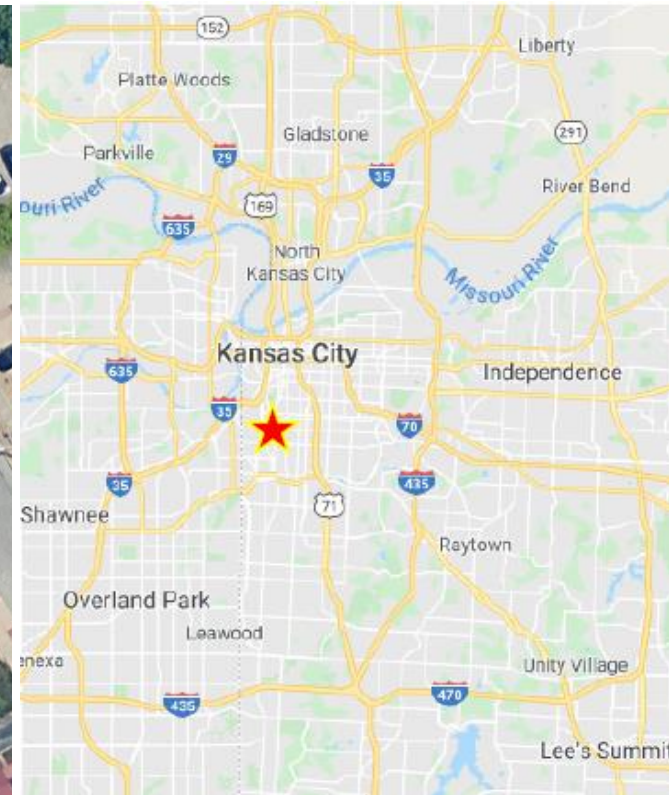 152
Liberty
Platte Woods
Gladstone
291
Parkville
29
35
River Bend
ouri River
169
635
North
Kansas City
Missouri River
Kansas City
635
Independence
35
70
35
435
71
Shawnee
Raytown
Overland Park
Leawood
enexa
Unity Village
435
470
Lee's Summit